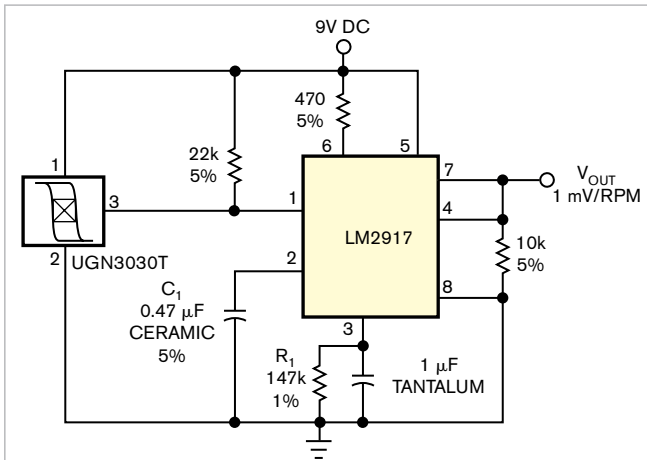 9V DC
470
5%
6
5
1
22k
5%
7
V_OUT
1 mV/RPM
3
1
4
LM2917
10k
5%
2
UGN3030T
2
8
C₁
0.47 μF
CERAMIC
5%
3
R₁
147k
1%
1 μF
TANTALUM